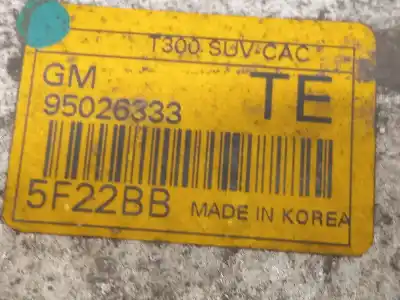 T300 SUV-CAC
GM TE
95026333
5F22BB MADE IN KOREA